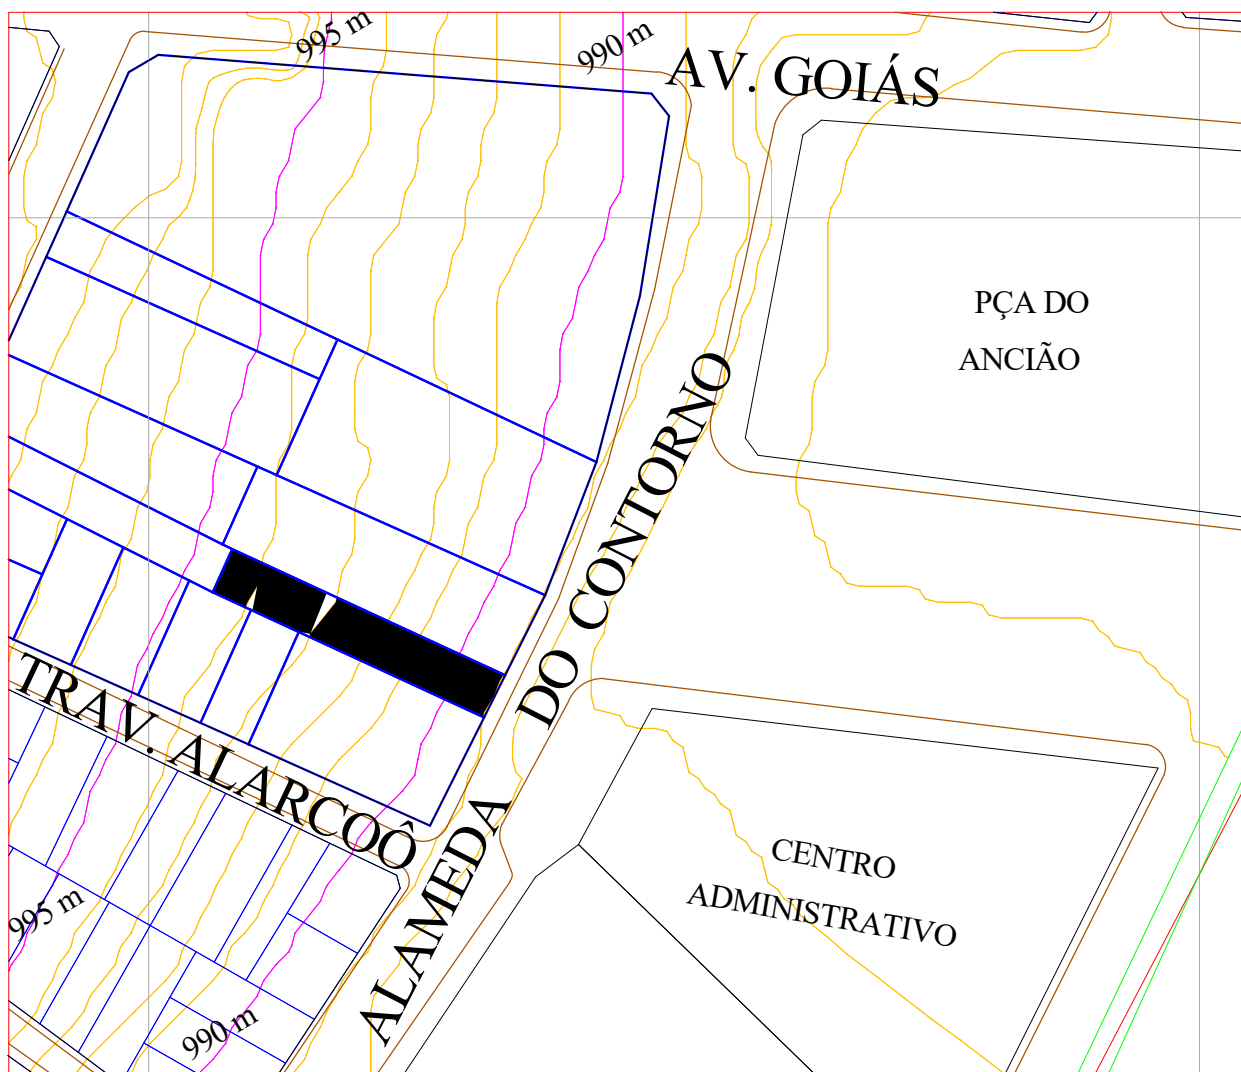 995 m
990 m
AV. GOIÁS
PÇA DO
ANCIÃO
ALAMEDA DO CONTORNO
TRAV. ALARCOÔ
CENTRO
ADMINISTRATIVO
995 m
990 m